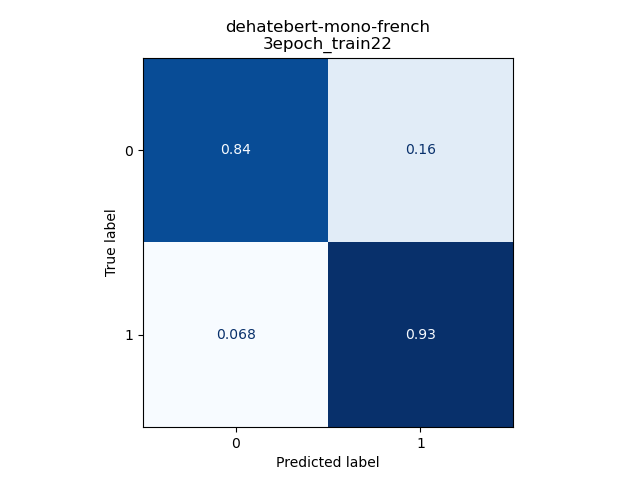 dehatebert-mono-french
3epoch_train22
0
0.84
0.16
True label
1
0.068
0.93
0
1
Predicted label